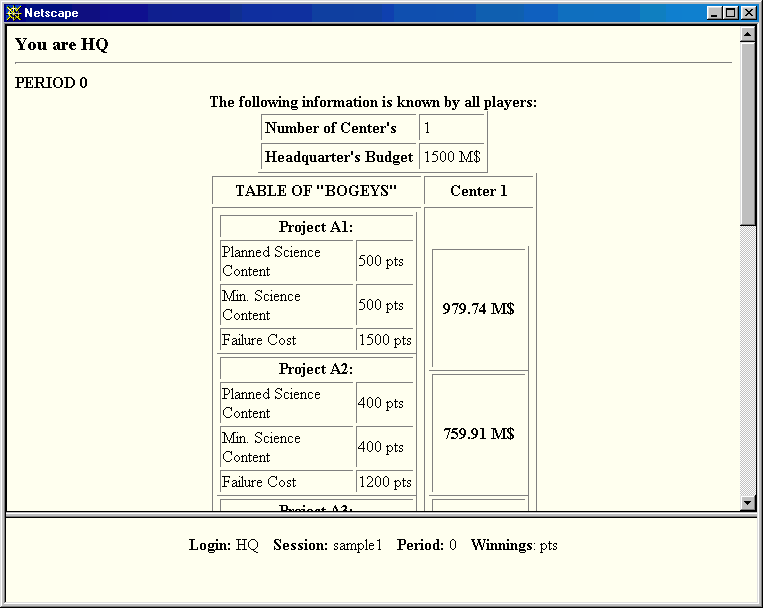 Netscape
You are HQ
PERIOD 0
The following information is known by all players:
Number of Center's 1
Headquarter's Budget 1500 M$
TABLE OF "BOGEYS" Center 1
Project A1:
Planned Science
Content
500 pts
Min. Science
Content
500 pts
Failure Cost 1500 pts
979.74 M$
Project A2:
Planned Science
Content
400 pts
Min. Science
Content
400 pts
Failure Cost 1200 pts
759.91 M$
Project A3:
Login: HQ Session: sample1 Period: 0 Winnings: pts